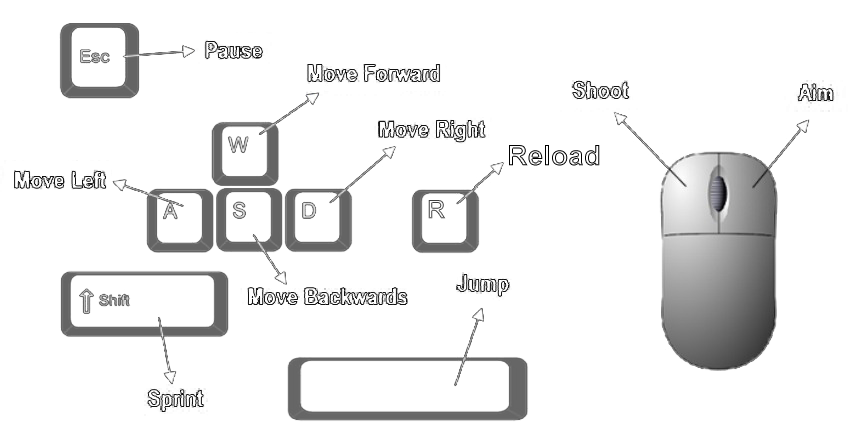 Esc
Pause
Move Forward
Shoot
Aim
W
Move Right
Reload
Move Left
A
S
D
R
Shift
Move Backwards
Jump
Sprint